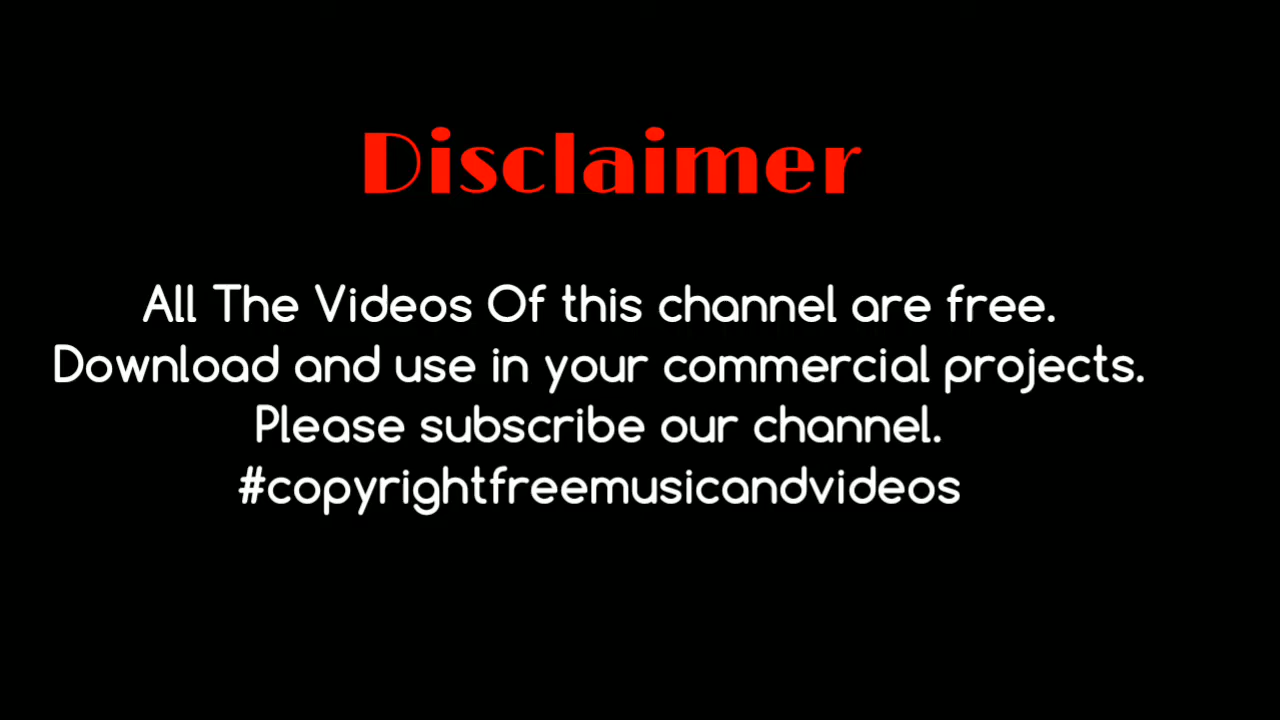 Disclaimer
All The Videos Of this channel are free.
Download and use in your commercial projects.
Please subscribe our channel.
#copyrightfreemusicandvideos